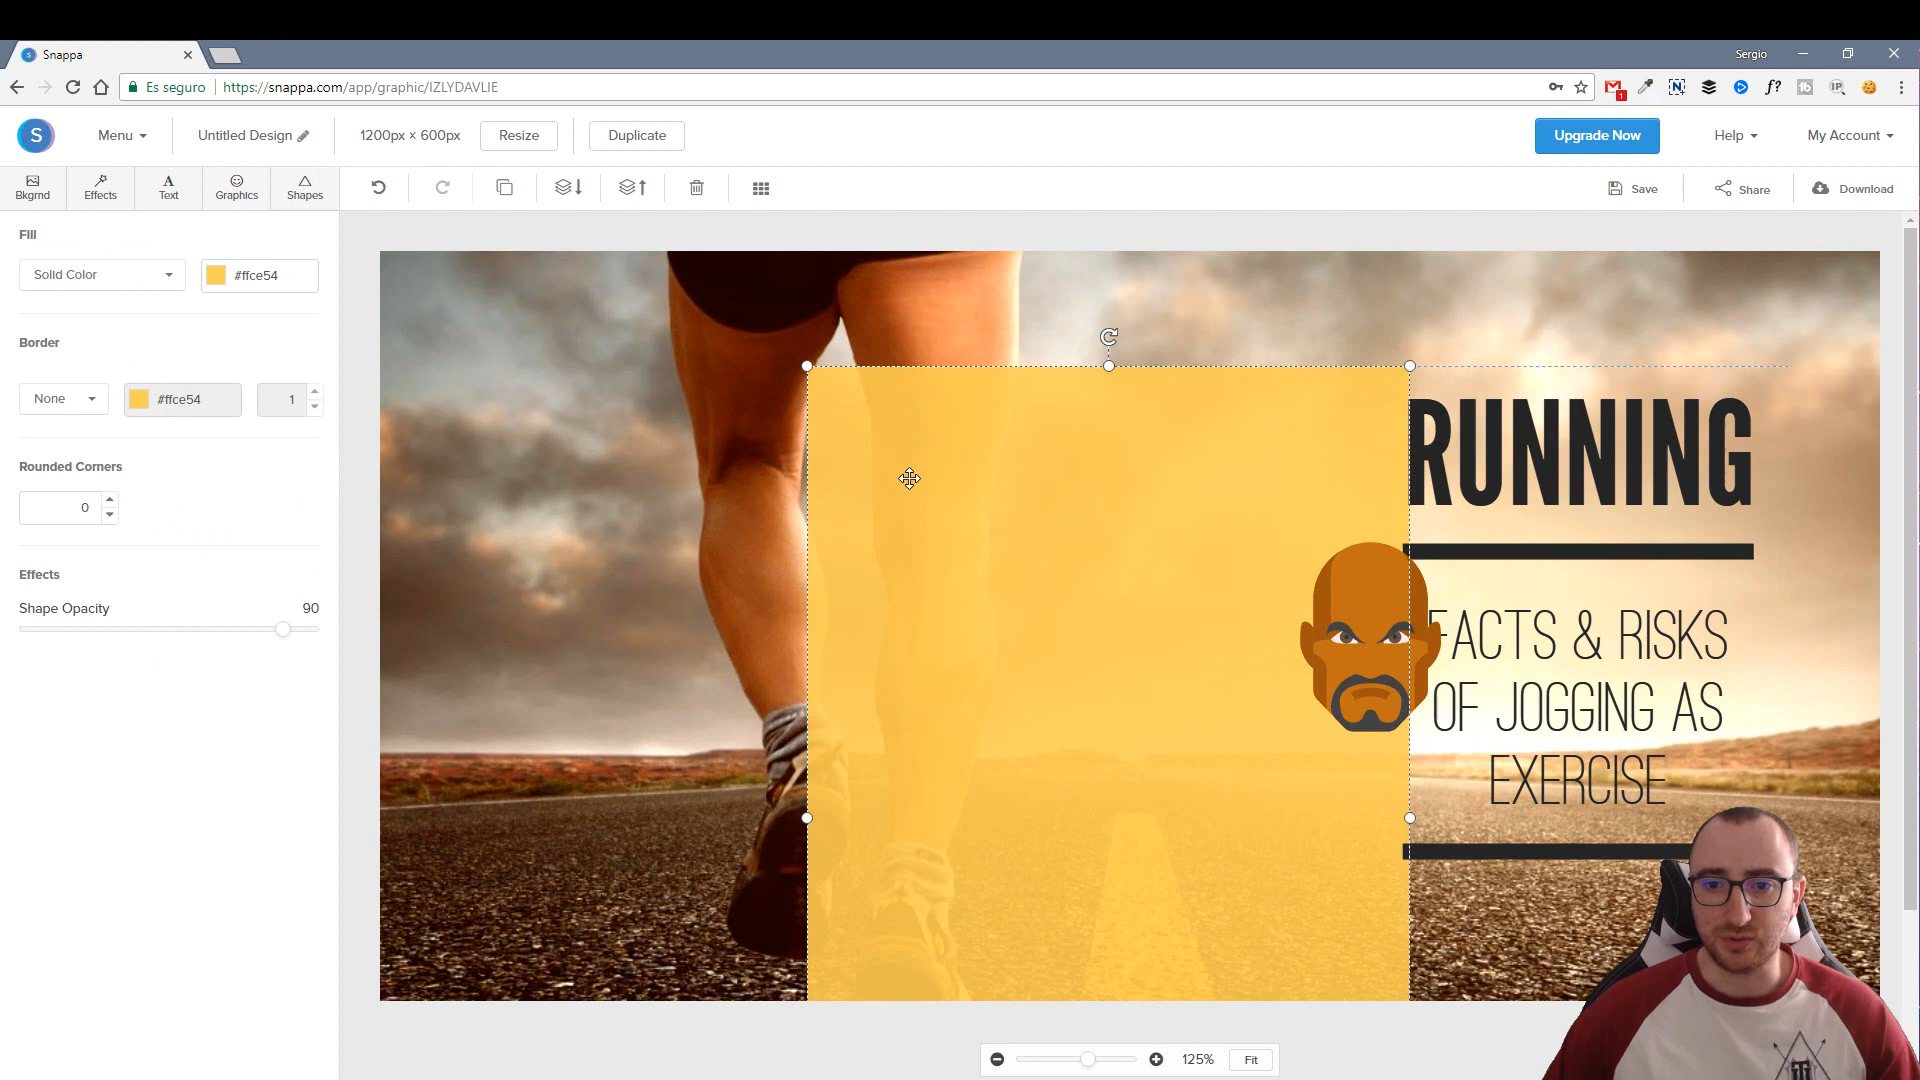 Snappa
Sergio
Es seguro
https://snappa.com/app/graphic/IZLYDAVLIE
S
Menu
Untitled Design
1200px × 600px
Resize
Duplicate
Upgrade Now
Help
My Account
Bkgrnd
Effects
Text
Graphics
Shapes
Save
Share
Download
Fill
Solid Color
#ffce54
Border
None
#ffce54
1
Rounded Corners
0
Effects
Shape Opacity
90
RUNNING
FACTS & RISKS
OF JOGGING AS
EXERCISE
125%
Fit